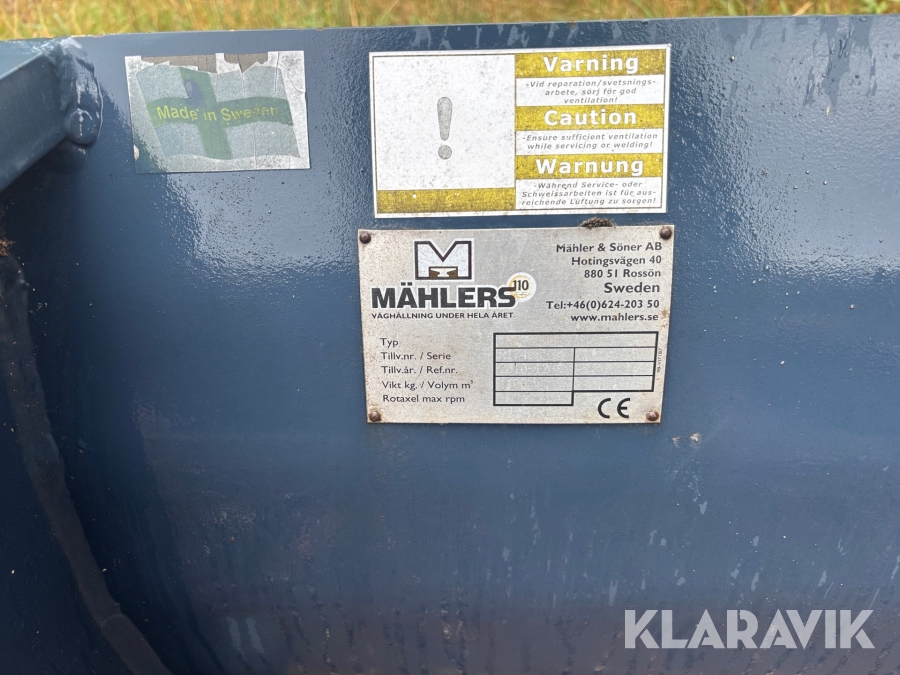 Made in Sweden
!
Varning
-Vid reparation/svetsnings-
arbete, sörj för god
ventilation!
Caution
-Ensure sufficient ventilation
while servicing or welding!
Warnung
-Während Service- oder
Schweissarbeiten ist für aus-
reichende Luftung zu sorgen!
M
MÄHLERS
110
VÄGHÅLLNING UNDER HELA ÅRET.
Mähler & Söner AB
Hotingsvägen 40
880 51 Rossön
Sweden
Tel:+46(0)624-203 50
www.mahlers.se
Typ
Tillv.nr. / Serie
Tillv.år. / Ref.nr.
Vikt kg. / Volym m³
Rotaxel max rpm
CE
KLARAVIK